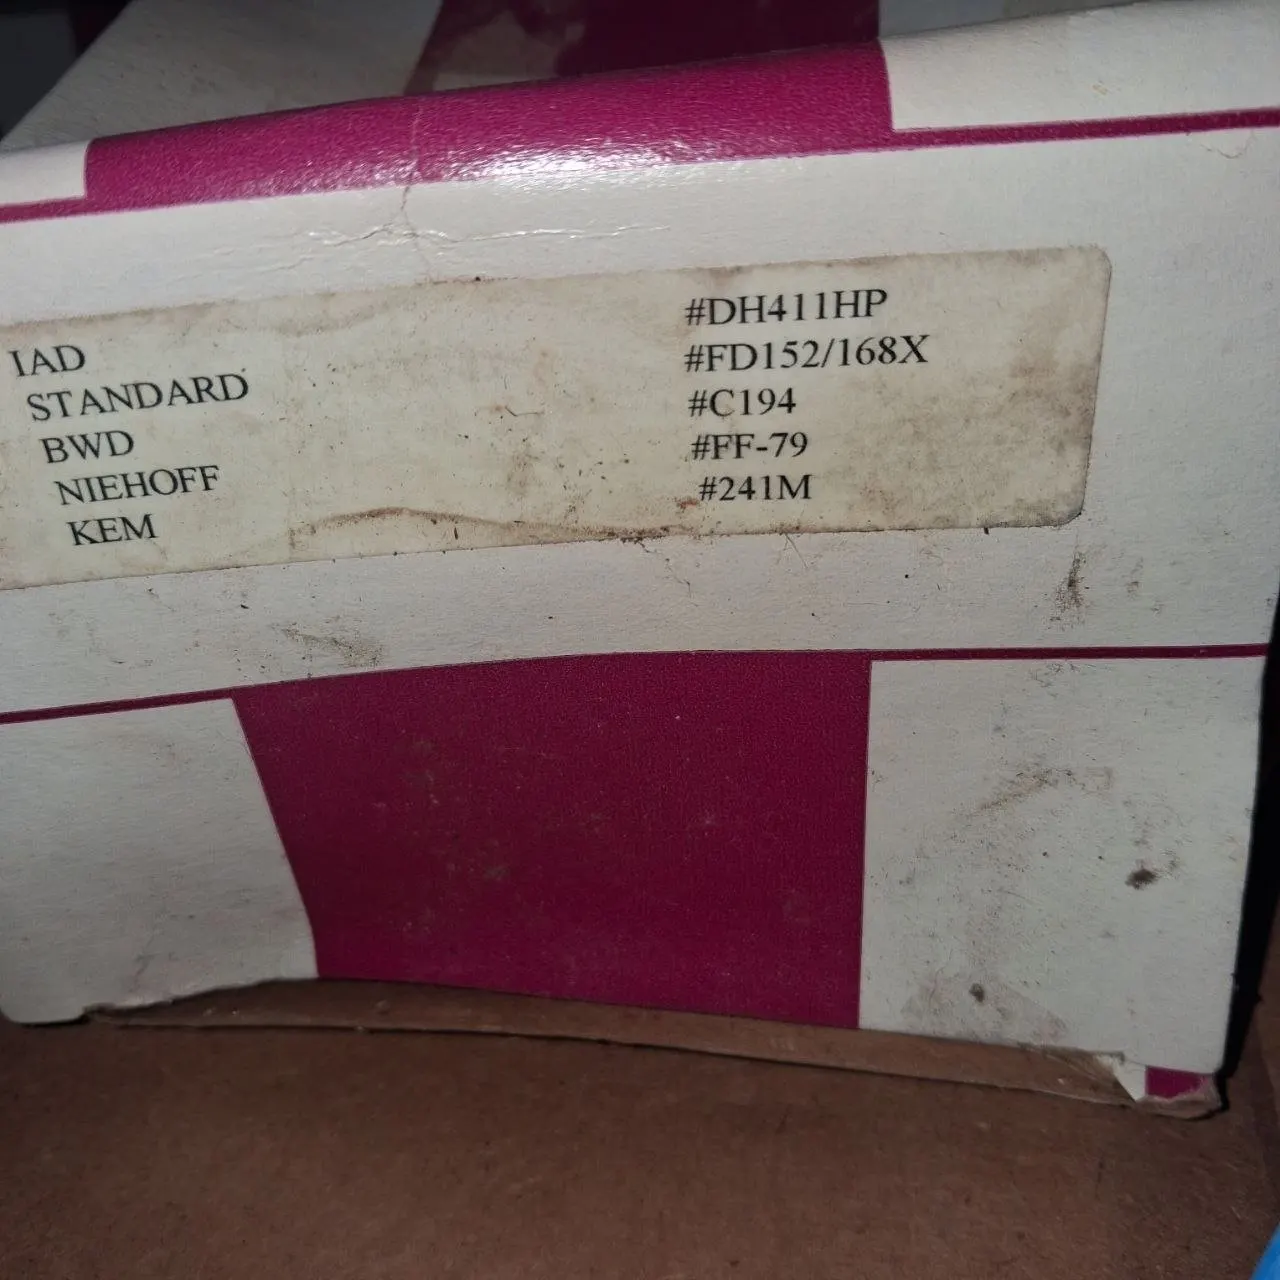 IAD #DH411HP
STANDARD #FD152/168X
BWD #C194
NIEHOFF #FF-79
KEM #241M